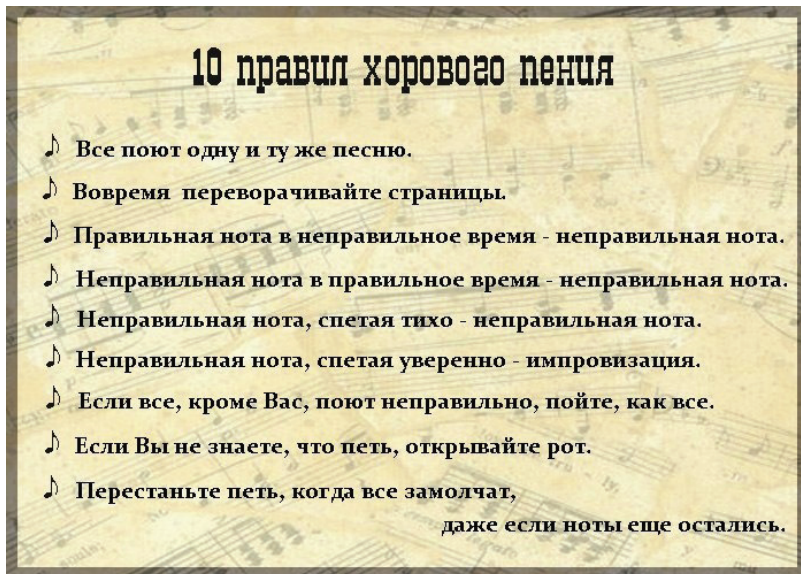 10 правил хорового пения
♪ Все поют одну и ту же песню.
♪ Вовремя переворачивайте страницы.
♪ Правильная нота в неправильное время - неправильная нота.
♪ Неправильная нота в правильное время - неправильная нота.
♪ Неправильная нота, спетая тихо - неправильная нота.
♪ Неправильная нота, спетая уверенно - импровизация.
♪ Если все, кроме Вас, поют неправильно, пойте, как все.
♪ Если Вы не знаете, что петь, открывайте рот.
♪ Перестаньте петь, когда все замолчат,
даже если ноты еще остались.